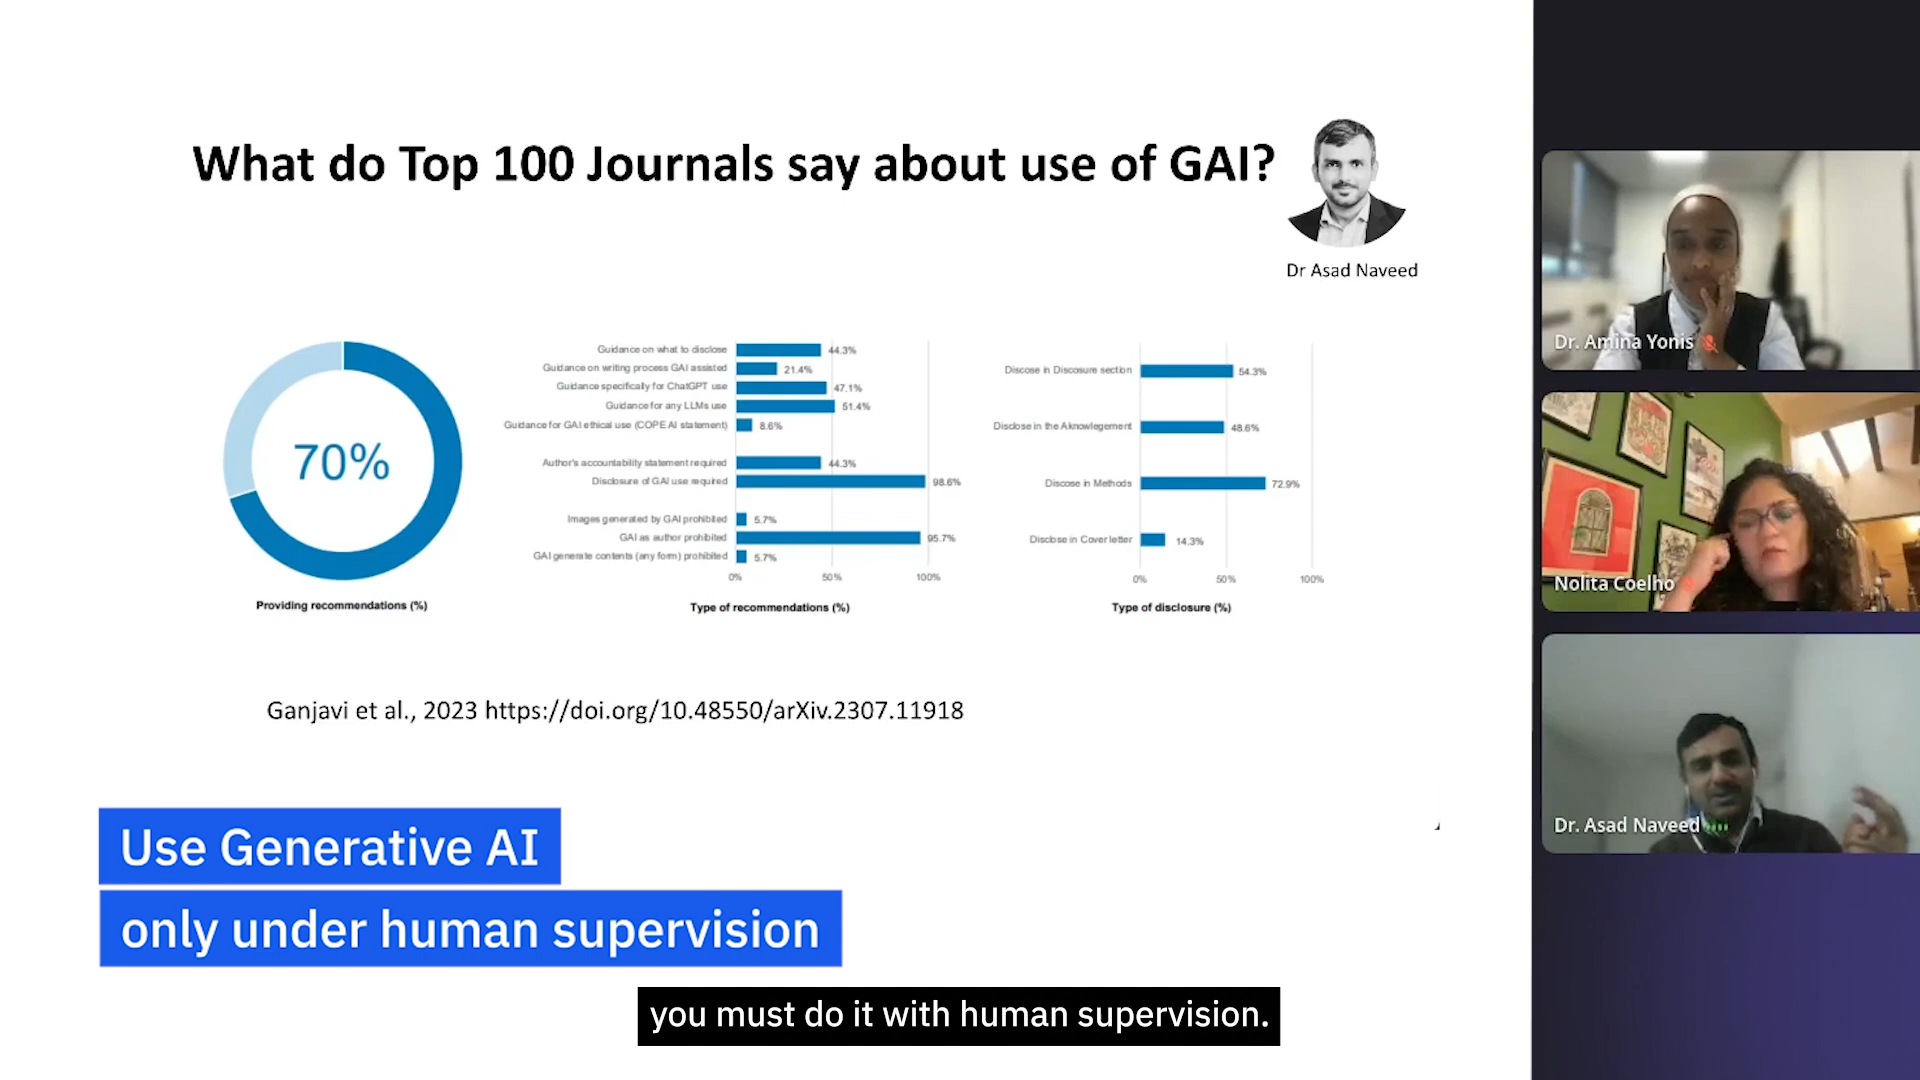 What do Top 100 Journals say about use of GAI?
Dr Asad Naveed
70%
Providing recommendations (%)
Guidance on what to disclose 44.3%
Guidance on writing process GAI assisted 21.4%
Guidance specifically for ChatGPT use 47.1%
Guidance for any LLMs use 51.4%
Guidance for GAI ethical use (COPE AI statement) 8.6%
Author's accountability statement required 44.3%
Disclosure of GAI use required 98.6%
Images generated by GAI prohibited 5.7%
GAI as author prohibited 95.7%
GAI generate contents (any form) prohibited 5.7%
0% 50% 100%
Type of recommendations (%)
Discose in Discosure section 54.3%
Disclose in the Aknowlegement 48.6%
Discose in Methods 72.9%
Disclose in Cover letter 14.3%
0% 50% 100%
Type of disclosure (%)
Ganjavi et al., 2023 https://doi.org/10.48550/arXiv.2307.11918
Use Generative AI
only under human supervision
you must do it with human supervision.
Dr. Amina Yonis
Nolita Coelho
Dr. Asad Naveed